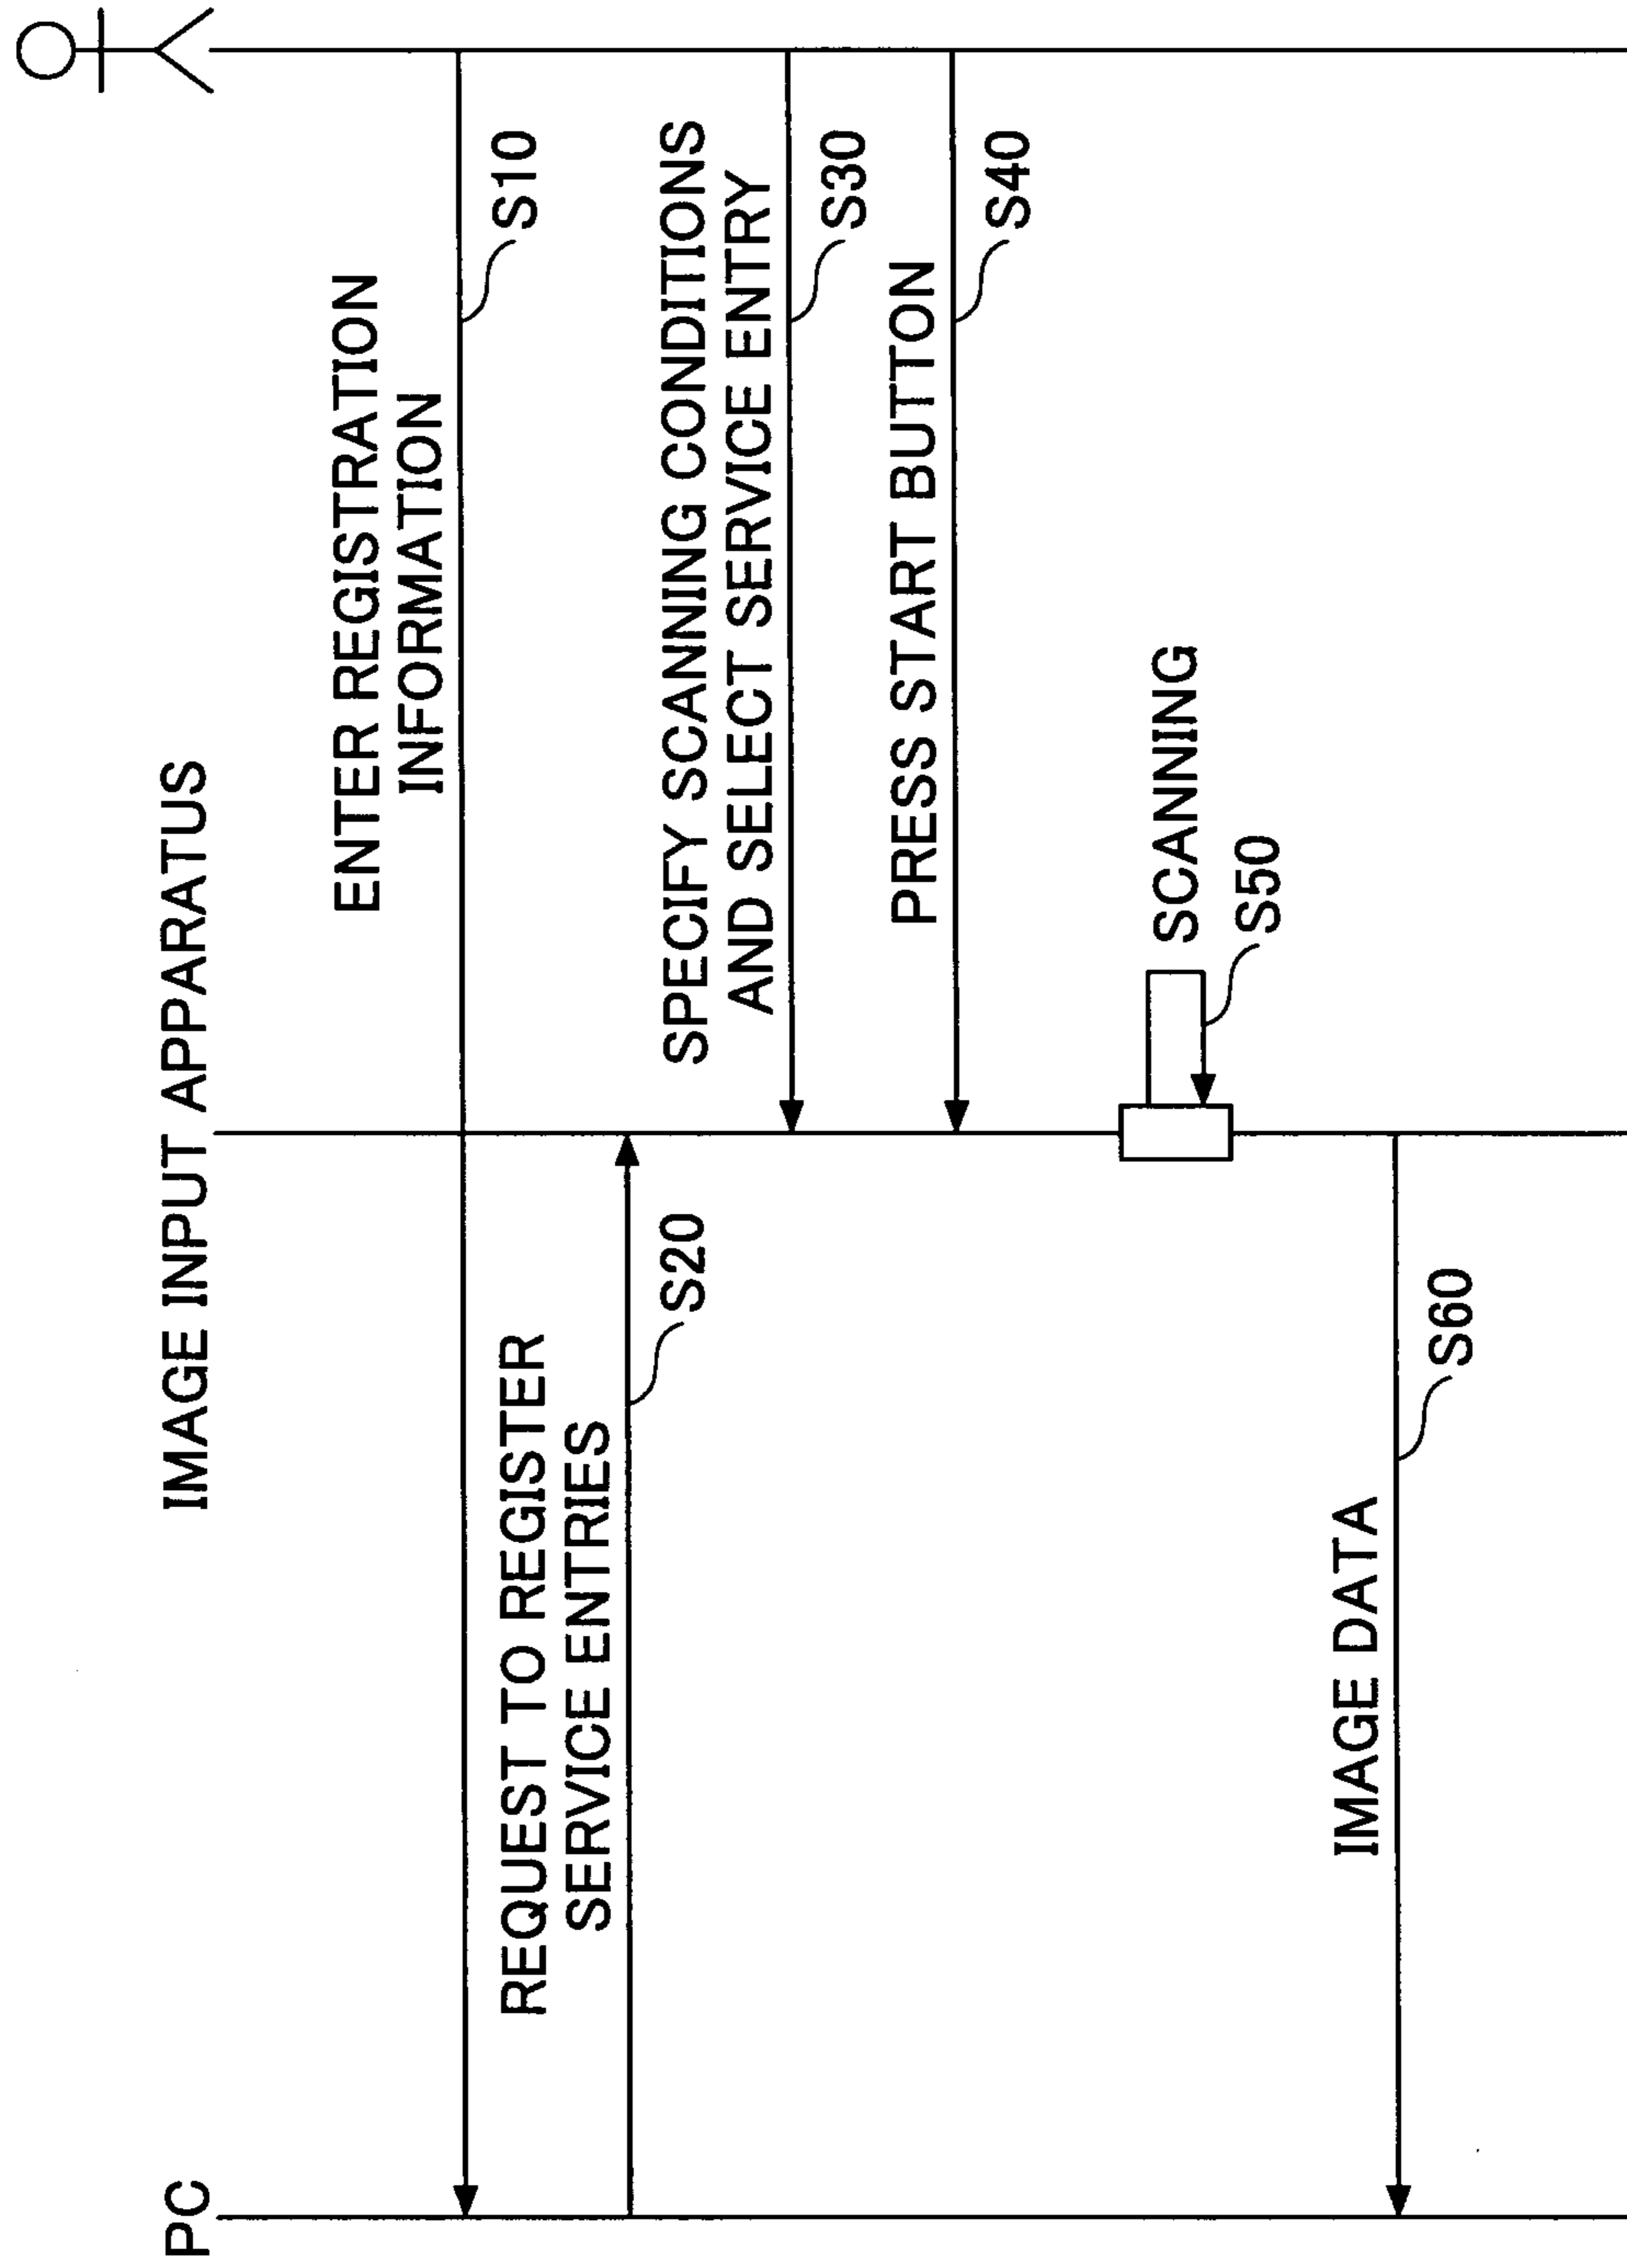 PC
IMAGE INPUT APPARATUS
ENTER REGISTRATION
INFORMATION
S10
REQUEST TO REGISTER
SERVICE ENTRIES
S20
SPECIFY SCANNING CONDITIONS
AND SELECT SERVICE ENTRY
S30
PRESS START BUTTON
S40
SCANNING
S50
IMAGE DATA
S60